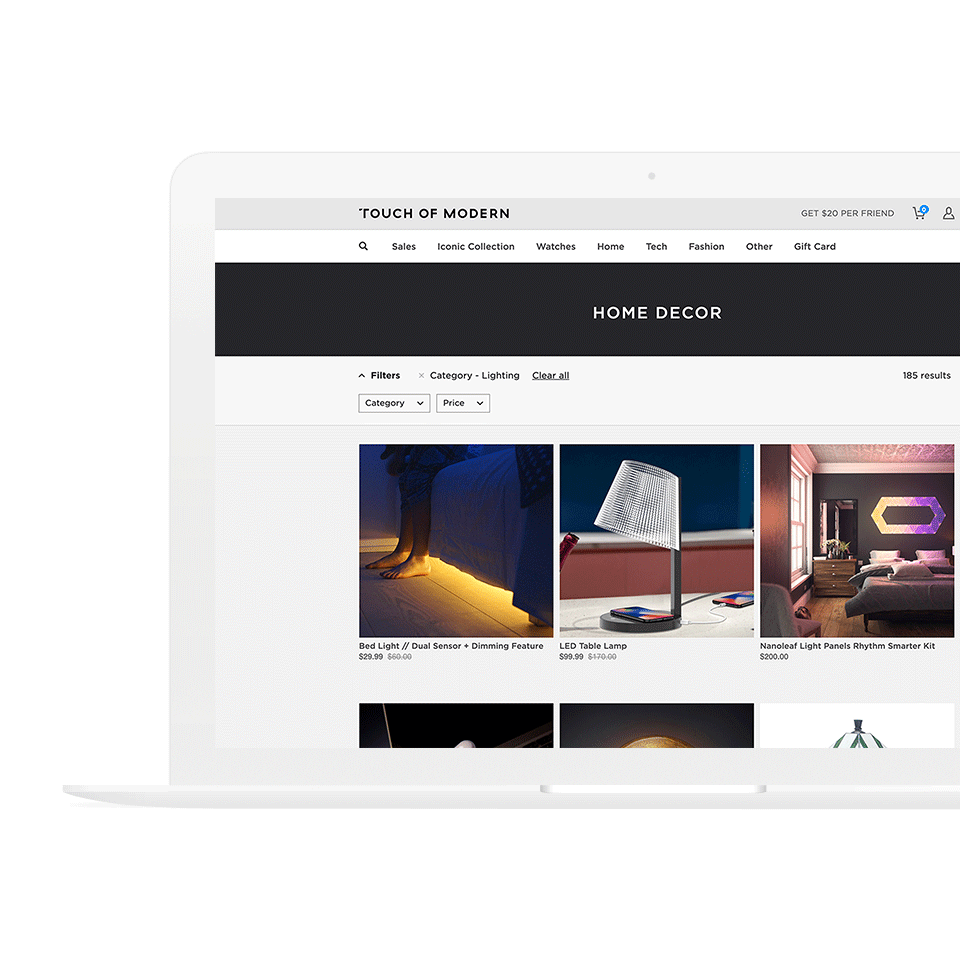 TOUCH OF MODERN
GET $20 PER FRIEND
0
Sales Iconic Collection Watches Home Tech Fashion Other Gift Card
HOME DECOR
Filters × Category - Lighting Clear all
185 results
Category Price
Bed Light // Dual Sensor + Dimming Feature
$29.99 $60.00
LED Table Lamp
$99.99 $170.00
Nanoleaf Light Panels Rhythm Smarter Kit
$200.00